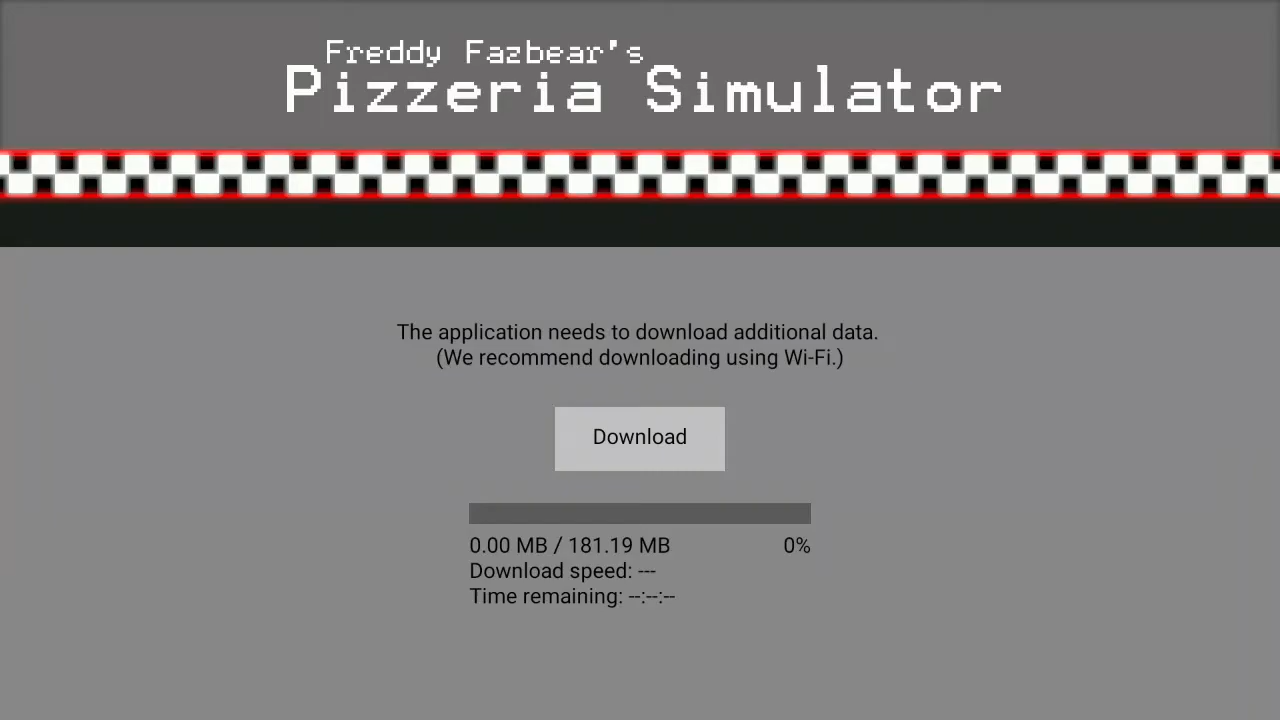 Freddy Fazbear's
Pizzeria Simulator
The application needs to download additional data.
(We recommend downloading using Wi-Fi.)
Download
0.00 MB / 181.19 MB 0%
Download speed: ---
Time remaining: --:--:--